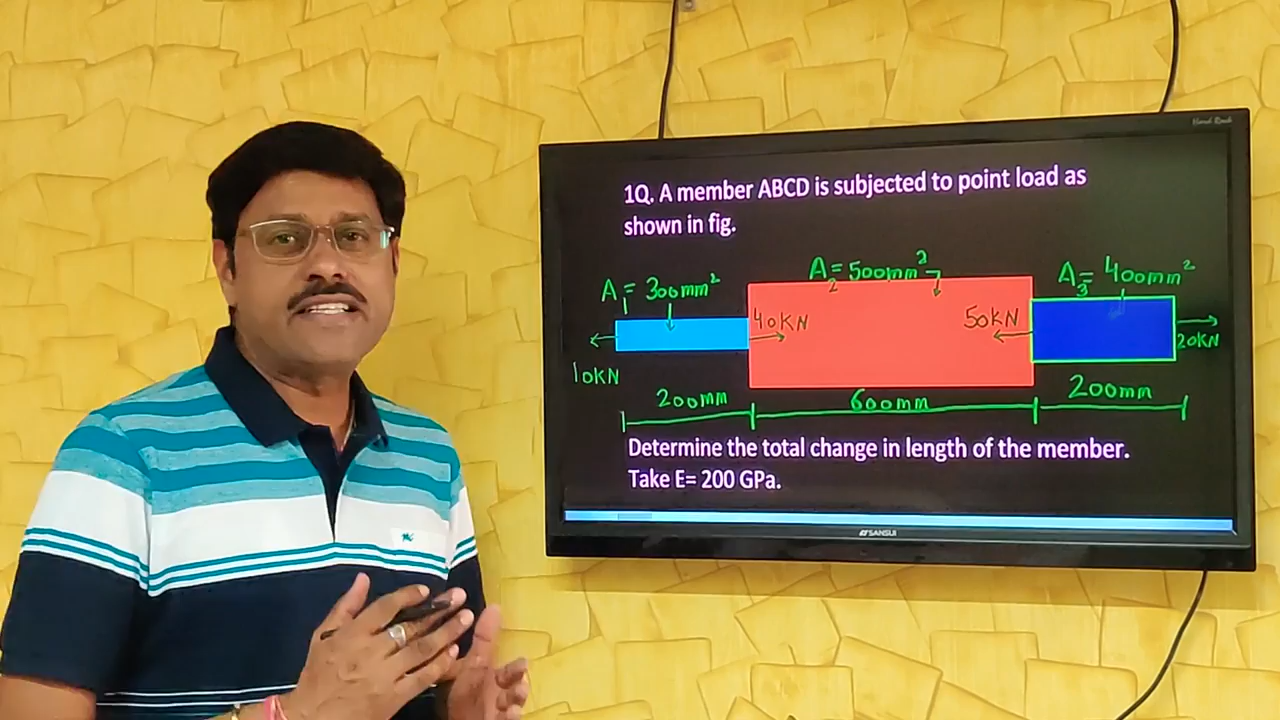 1Q. A member ABCD is subjected to point load as
shown in fig.
A₁ = 300mm²
A₂ = 500mm²
A₃ = 400mm²
10KN
40KN
50KN
20KN
200mm
600mm
200mm
Determine the total change in length of the member.
Take E= 200 GPa.
SANSUI